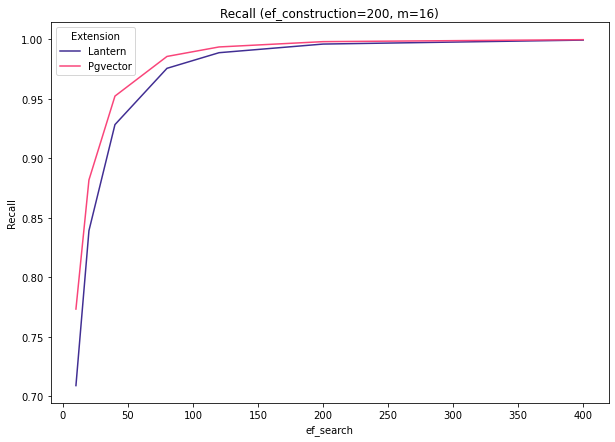 Recall (ef_construction=200, m=16)
Extension
Lantern
Pgvector
1.00
0.95
0.90
0.85
0.80
0.75
0.70
Recall
0 50 100 150 200 250 300 350 400
ef_search